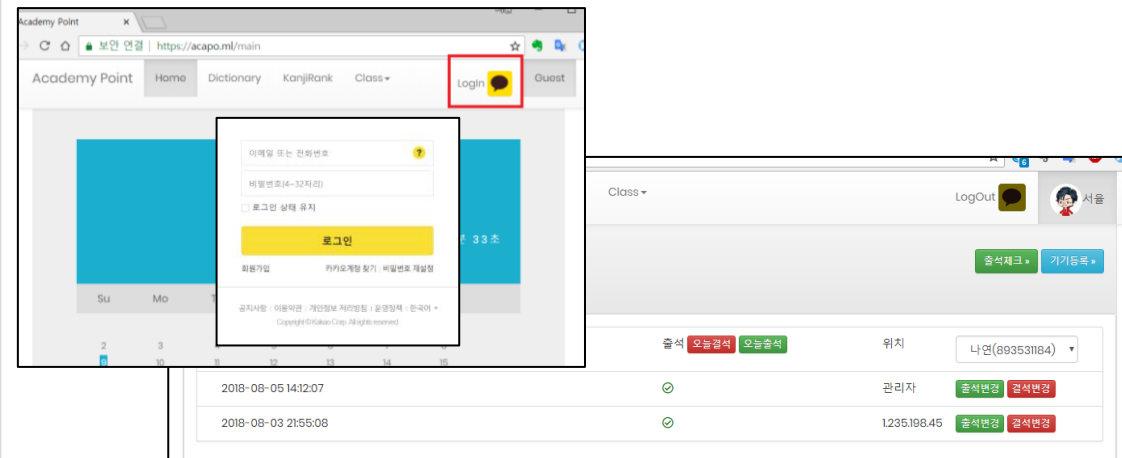 Academy Point
보안 연결 | https://acapo.ml/main
Academy Point Home Dictionary KanjiRank Class LogIn Guest
이메일 또는 전화번호
?
비밀번호(4~32자리)
로그인 상태 유지
로그인
33초
회원가입 카카오계정 찾기 | 비밀번호 재설정
Su Mo
공지사항 | 이용약관 | 개인정보 처리방침 | 운영정책 | 한국어
Copyright © Kakao Corp. All rights reserved.
2 3
9 10 11 12 13 14 15
6
Class LogOut 서율
출석체크 » 기기등록 »
출석 오늘결석 오늘출석 위치 나연(893531184)
2018-08-05 14:12:07 관리자 출석변경 결석변경
2018-08-03 21:55:08 1.235.198.45 출석변경 결석변경